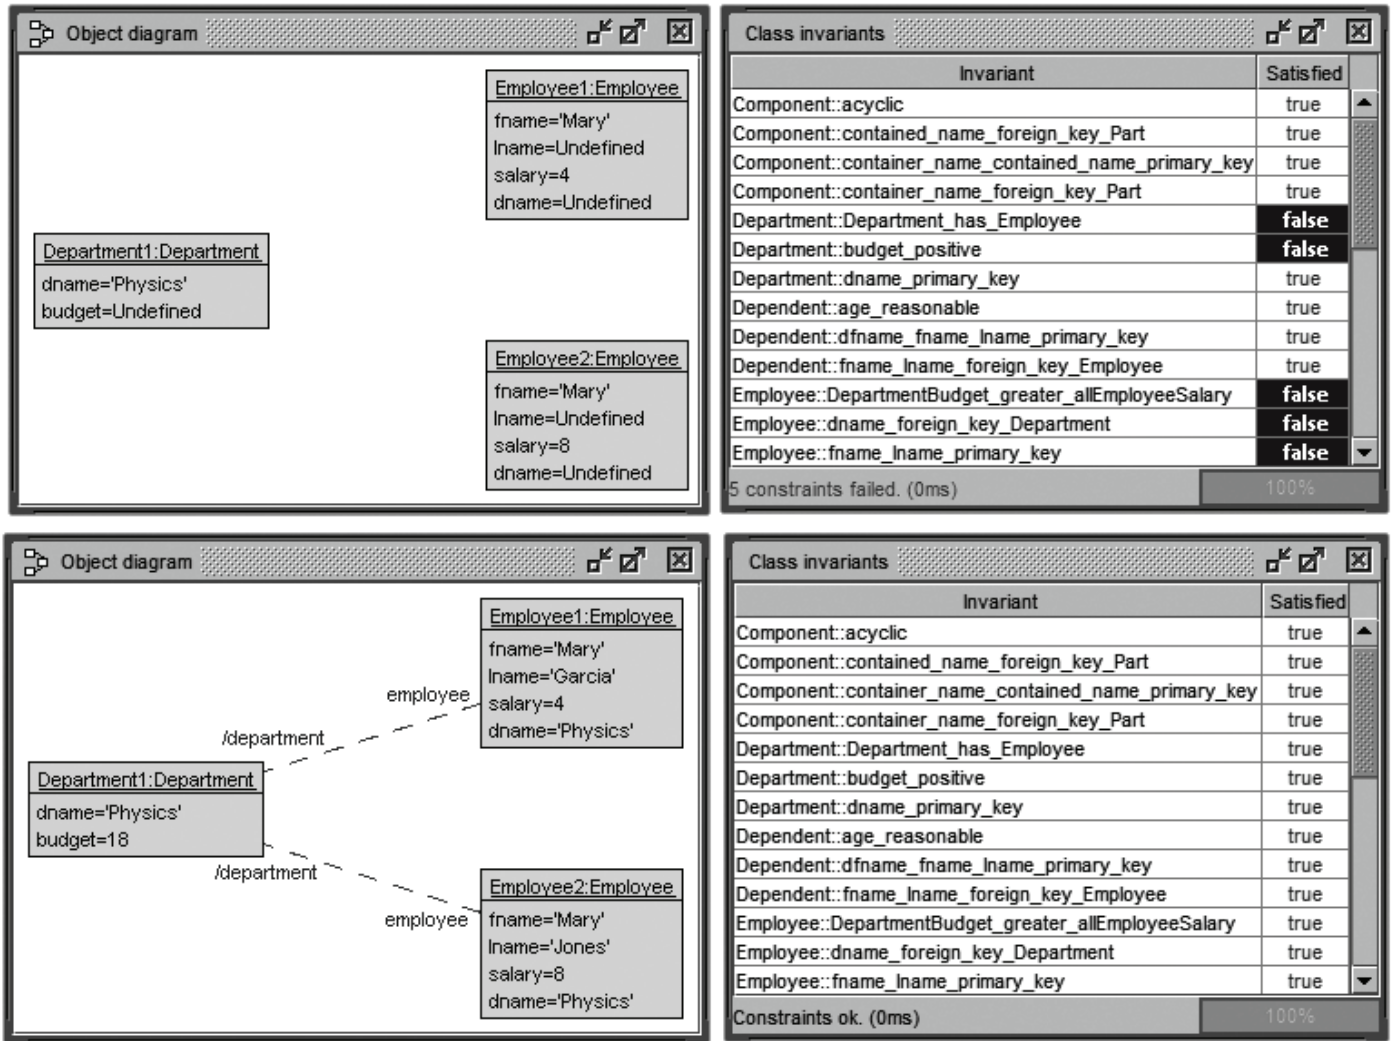 Object diagram
Employee1:Employee
fname='Mary'
lname=Undefined
salary=4
dname=Undefined
Department1:Department
dname='Physics'
budget=Undefined
Employee2:Employee
fname='Mary'
lname=Undefined
salary=8
dname=Undefined
Class invariants
Invariant Satisfied
Component::acyclic true
Component::contained_name_foreign_key_Part true
Component::container_name_contained_name_primary_key true
Component::container_name_foreign_key_Part true
Department::Department_has_Employee false
Department::budget_positive false
Department::dname_primary_key true
Dependent::age_reasonable true
Dependent::dfname_fname_lname_primary_key true
Dependent::fname_lname_foreign_key_Employee true
Employee::DepartmentBudget_greater_allEmployeeSalary false
Employee::dname_foreign_key_Department false
Employee::fname_lname_primary_key false
5 constraints failed. (0ms) 100%
Object diagram
Employee1:Employee
fname='Mary'
lname='Garcia'
salary=4
dname='Physics'
employee
/department
Department1:Department
dname='Physics'
budget=18
/department
employee
Employee2:Employee
fname='Mary'
lname='Jones'
salary=8
dname='Physics'
Class invariants
Invariant Satisfied
Component::acyclic true
Component::contained_name_foreign_key_Part true
Component::container_name_contained_name_primary_key true
Component::container_name_foreign_key_Part true
Department::Department_has_Employee true
Department::budget_positive true
Department::dname_primary_key true
Dependent::age_reasonable true
Dependent::dfname_fname_lname_primary_key true
Dependent::fname_lname_foreign_key_Employee true
Employee::DepartmentBudget_greater_allEmployeeSalary true
Employee::dname_foreign_key_Department true
Employee::fname_lname_primary_key true
Constraints ok. (0ms) 100%